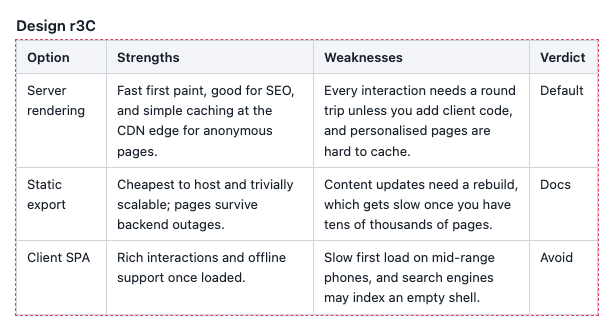 Design r3C
Option Strengths Weaknesses Verdict
Server rendering
Fast first paint, good for SEO,
and simple caching at the
CDN edge for anonymous
pages.
Every interaction needs a round
trip unless you add client code,
and personalised pages are
hard to cache.
Default
Static export
Cheapest to host and trivially
scalable; pages survive
backend outages.
Content updates need a rebuild,
which gets slow once you have
tens of thousands of pages.
Docs
Client SPA
Rich interactions and offline
support once loaded.
Slow first load on mid-range
phones, and search engines
may index an empty shell.
Avoid